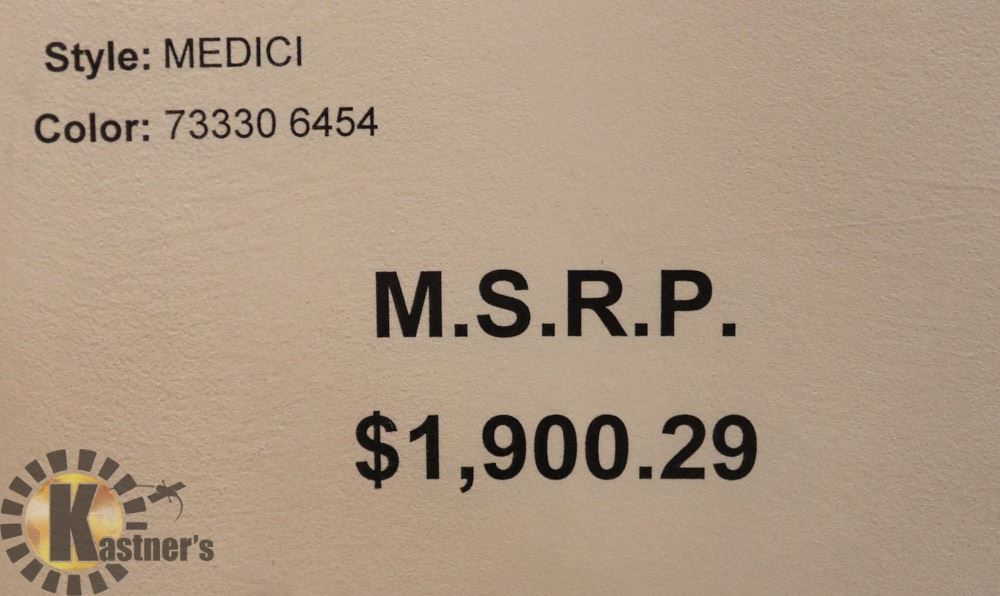 Style: MEDICI
Color: 73330 6454
M.S.R.P.
$1,900.29
Kastner's